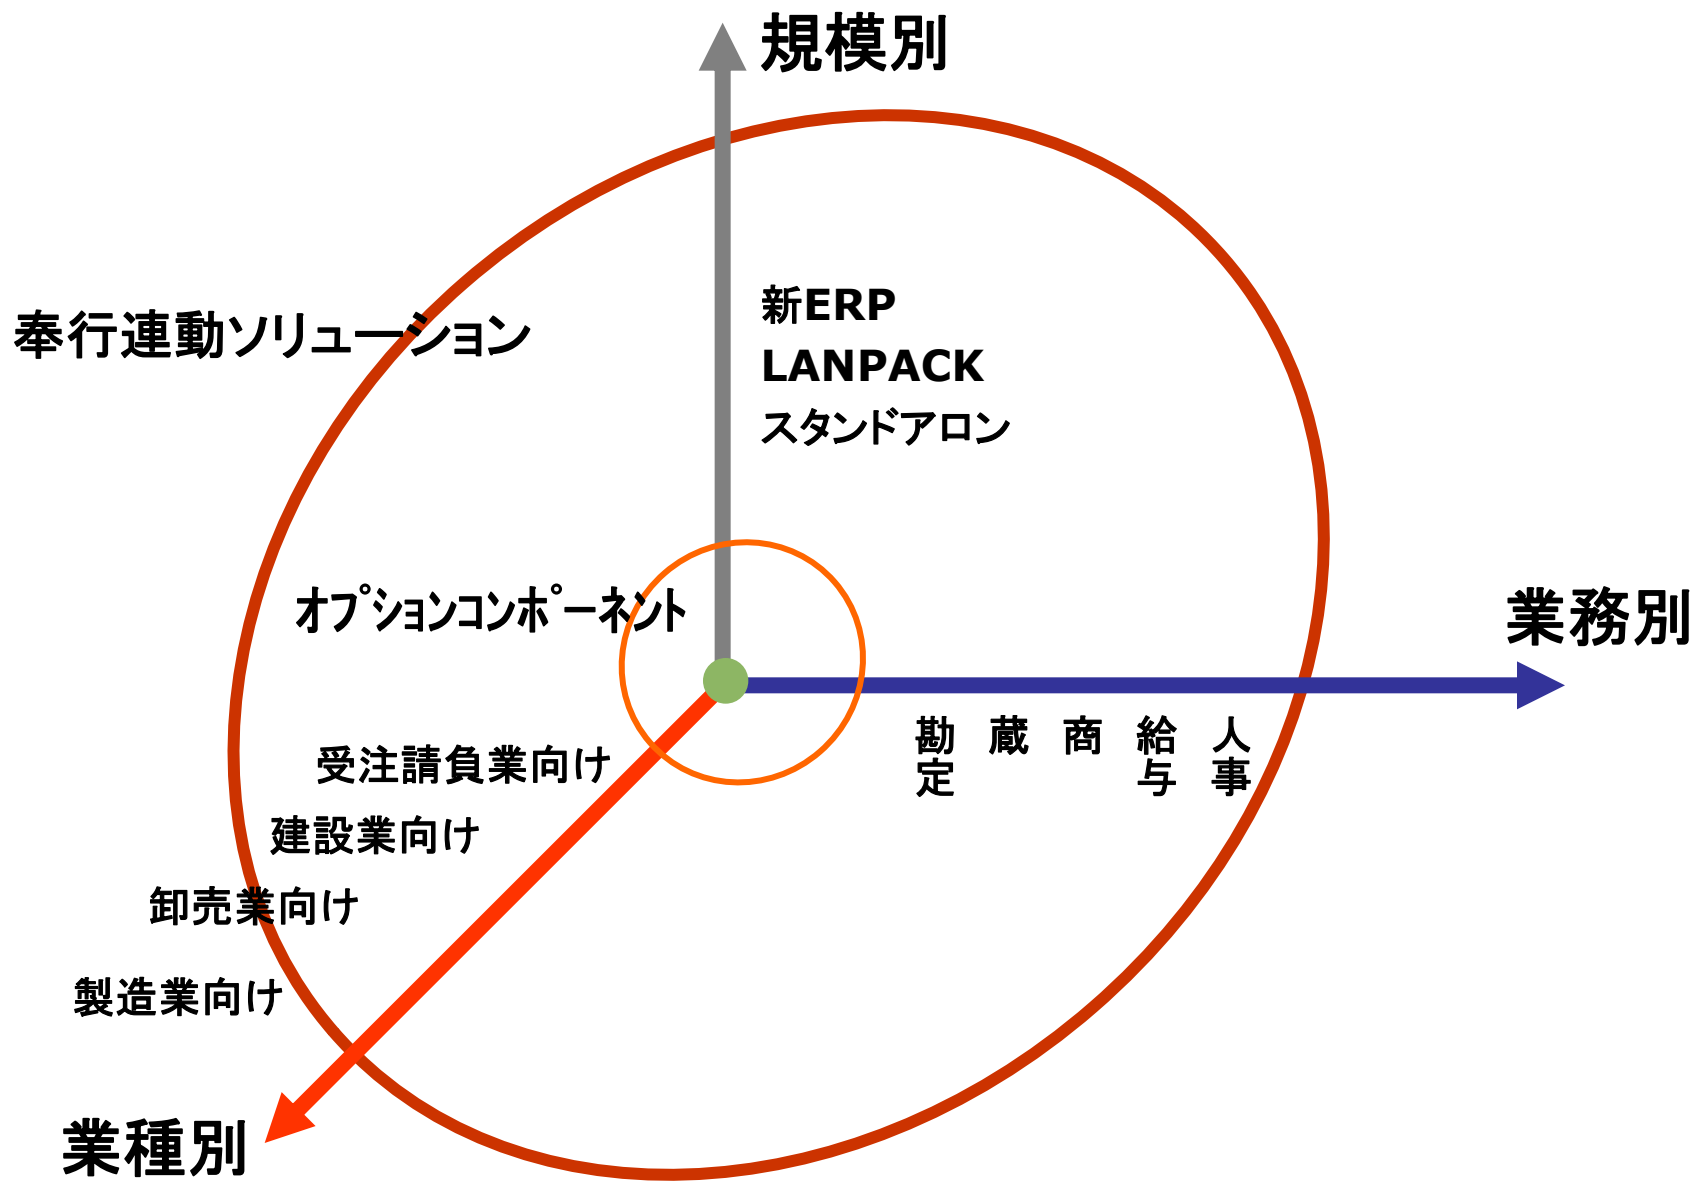 規模別
新ERP
LANPACK
スタンドアロン
奉行連動ソリューション
オプションコンポーネント
業務別
勘定
蔵
商
給与
人事
受注請負業向け
建設業向け
卸売業向け
製造業向け
業種別